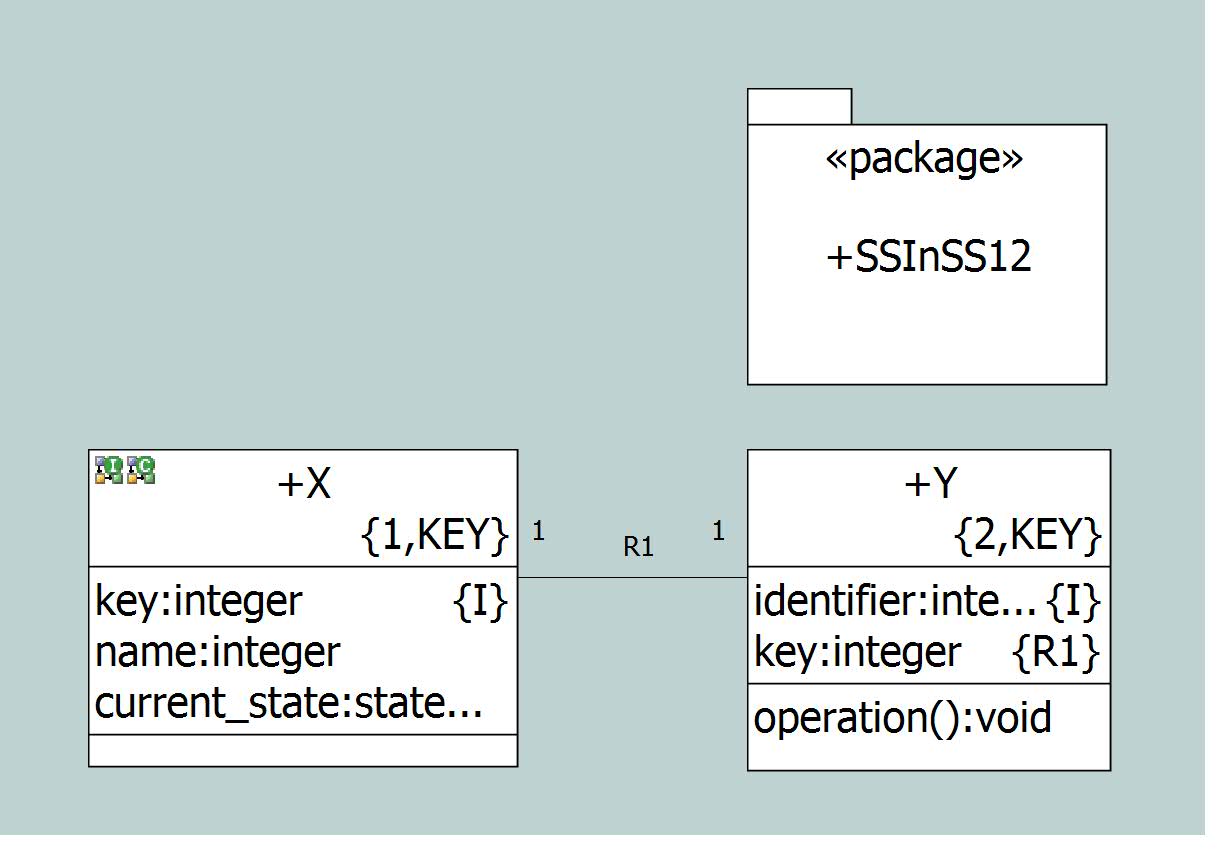 «package»
+SSInSS12
+X
{1,KEY}
key:integer {I}
name:integer
current_state:state...
1
R1
1
+Y
{2,KEY}
identifier:inte... {I}
key:integer {R1}
operation():void